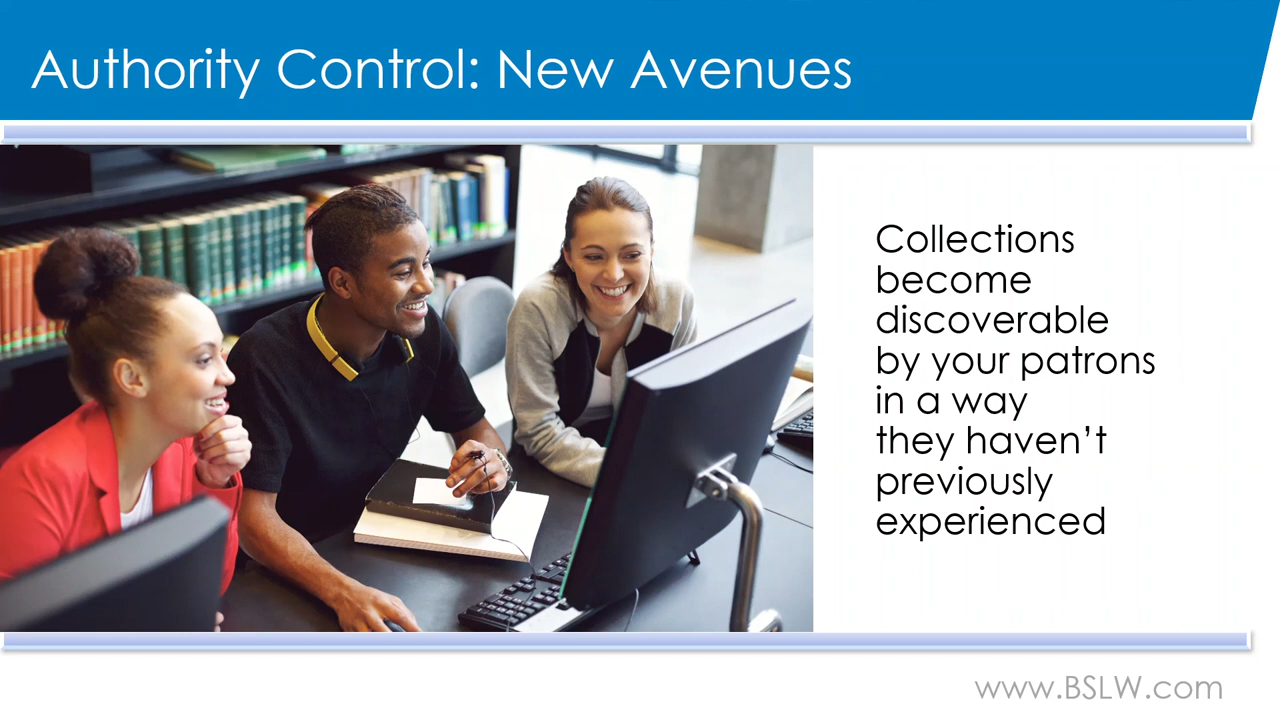 Authority Control: New Avenues
Collections
become
discoverable
by your patrons
in a way
they haven’t
previously
experienced
www.BSLW.com